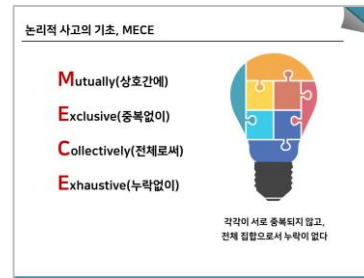 논리적 사고의 기초, MECE
Mutually(상호간에)
Exclusive(중복없이)
Collectively(전체로써)
Exhaustive(누락없이)
각각이 서로 중복되지 않고,
전체 집합으로서 누락이 없다